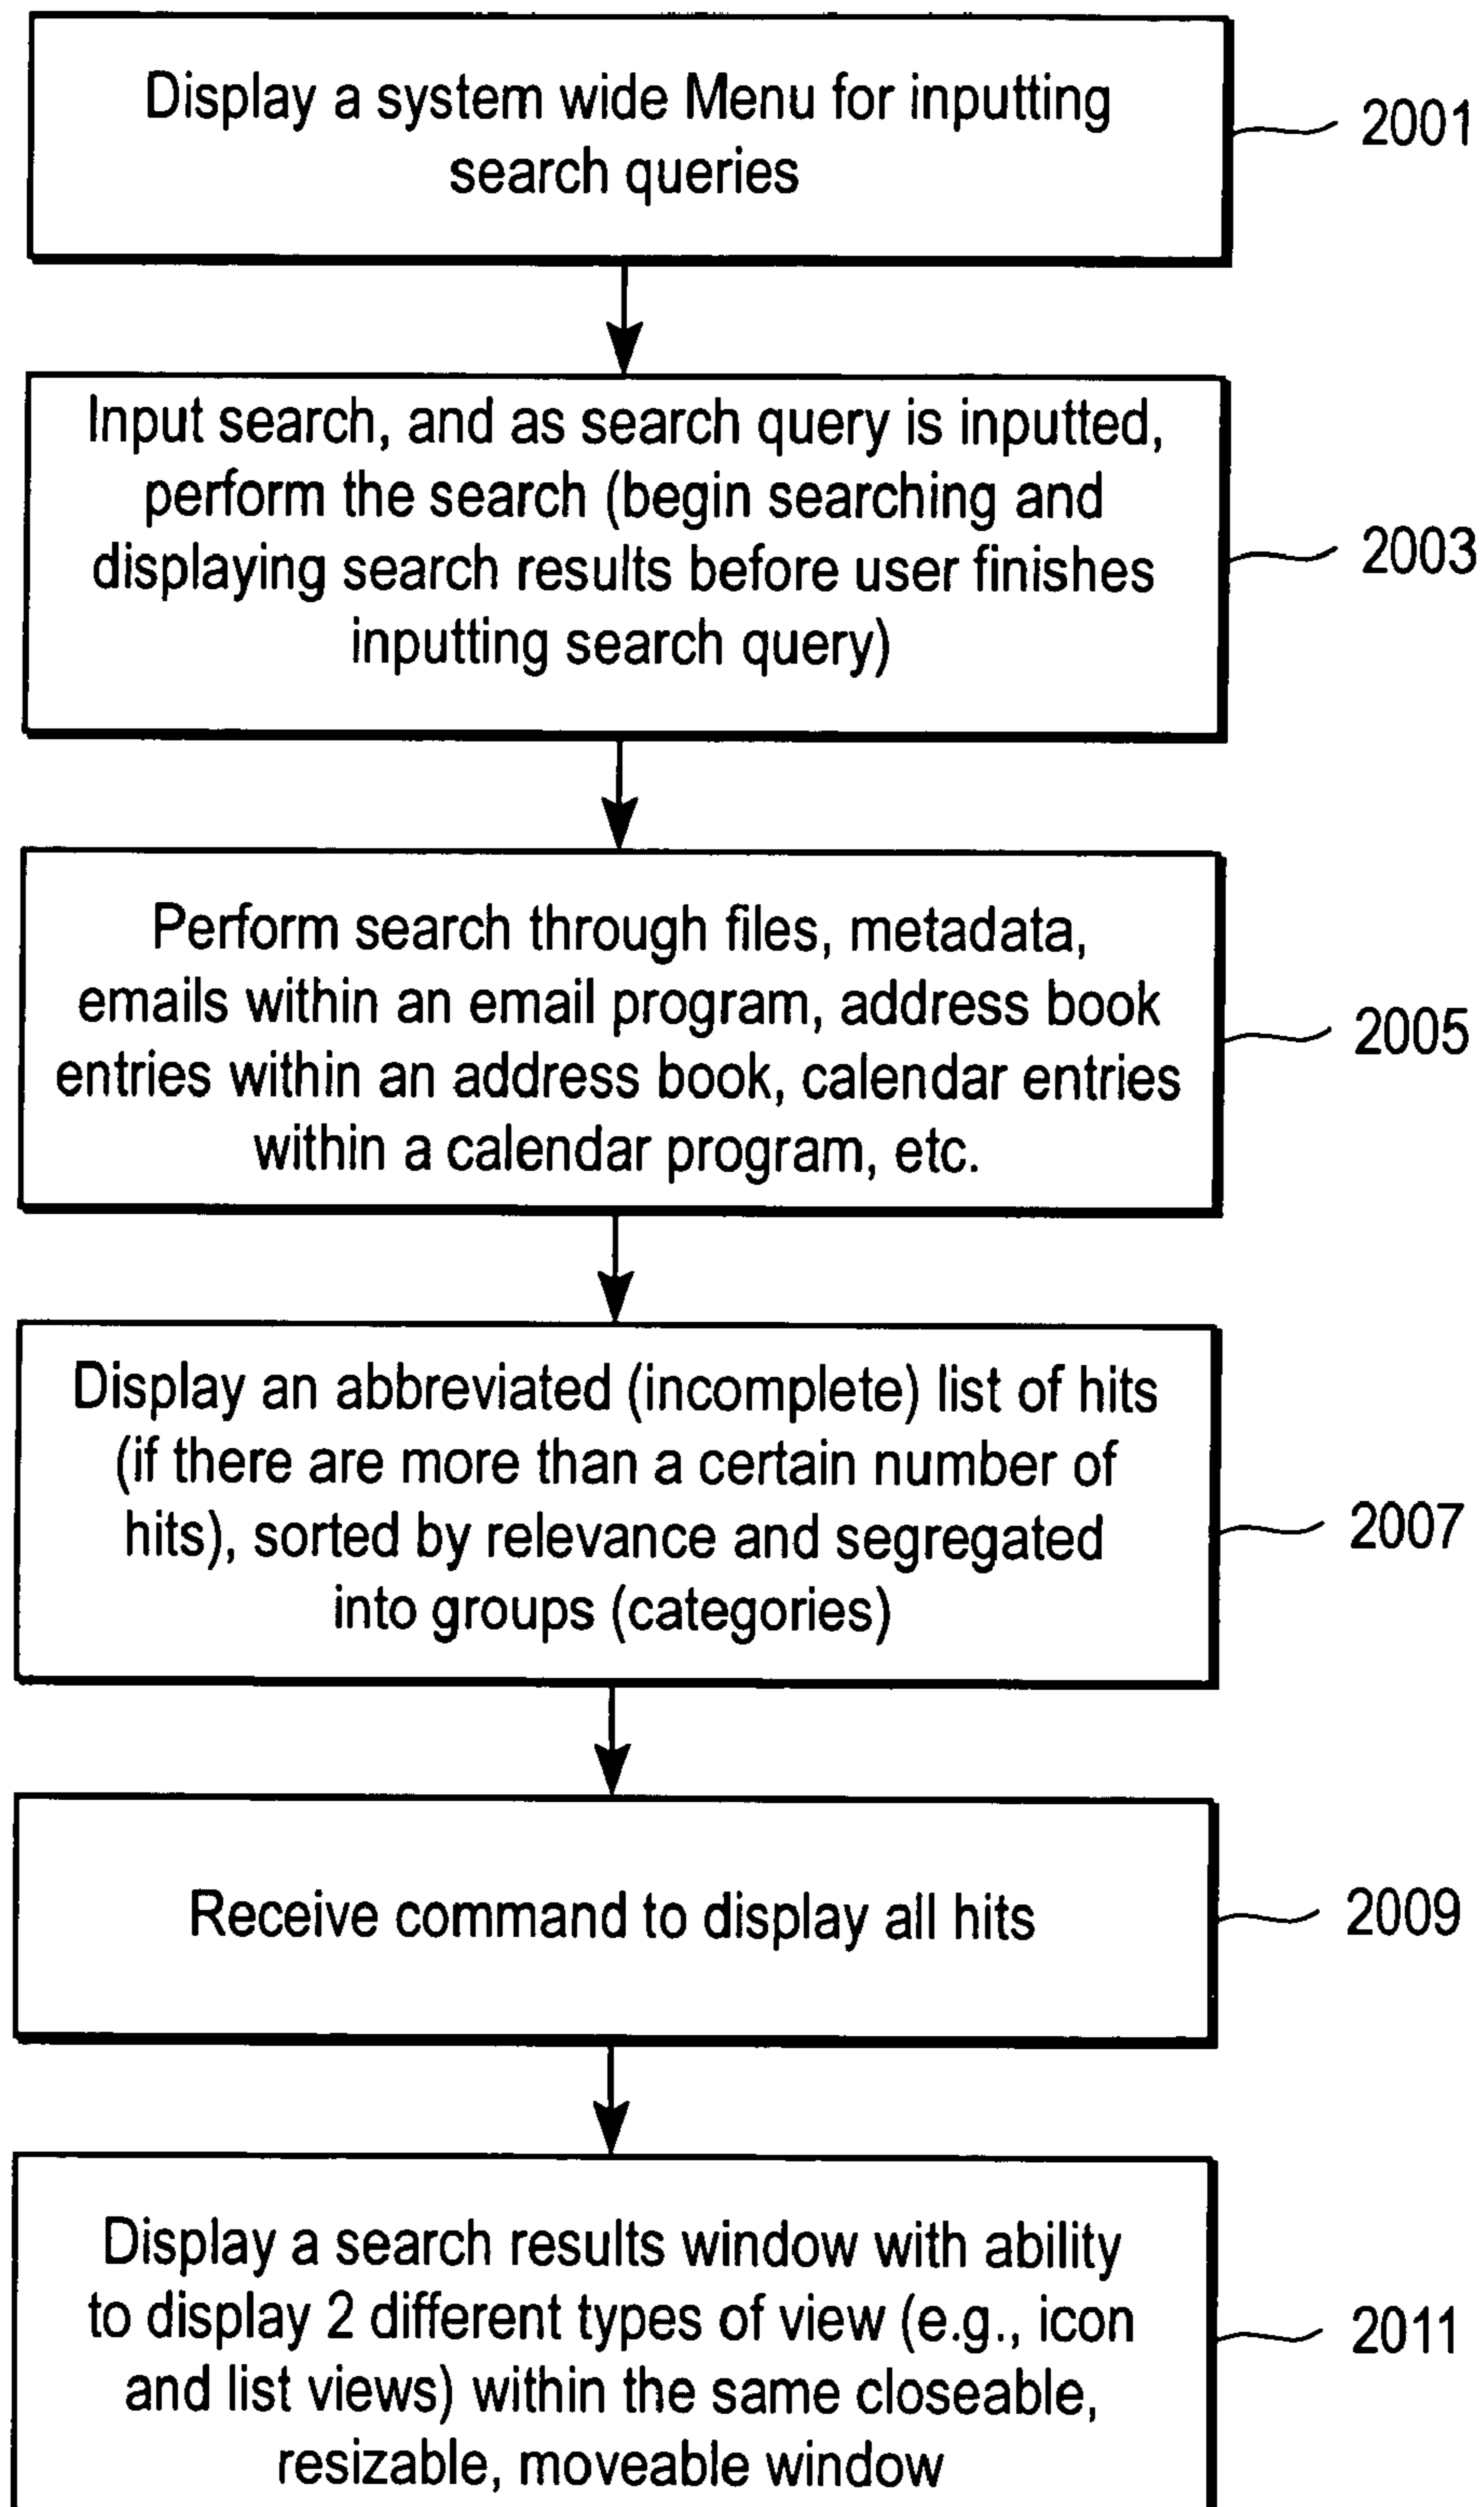 Display a system wide Menu for inputting
search queries
2001
Input search, and as search query is inputted,
perform the search (begin searching and
displaying search results before user finishes
inputting search query)
2003
Perform search through files, metadada,
emails within an email program, address book
entries within an address book, calendar entries
within a calendar program, etc.
2005
Display an abbreviated (incomplete) list of hits
(if there are more than a certain number of
hits), sorted by relevance and segregated
into groups (categories)
2007
Receive command to display all hits
2009
Display a search results window with ability
to display 2 different types of view (e.g., icon
and list views) within the same closeable,
resizable, moveable window
2011